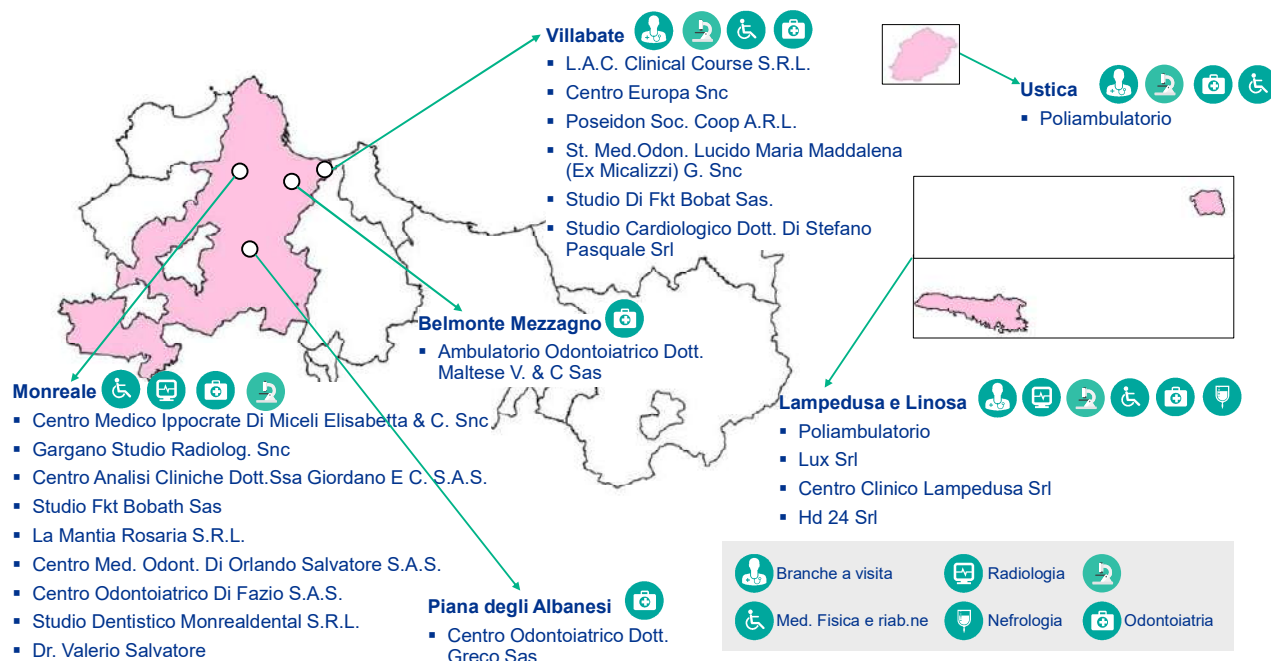 Villabate
L.A.C. Clinical Course S.R.L.
Centro Europa Snc
Poseidon Soc. Coop A.R.L.
St. Med.Odon. Lucido Maria Maddalena
(Ex Micalizzi) G. Snc
Studio Di Fkt Bobat Sas.
Studio Cardiologico Dott. Di Stefano
Pasquale Srl
Ustica
Poliambulatorio
Belmonte Mezzagno
Ambulatorio Odontoiatrico Dott.
Maltese V. & C Sas
Monreale
Centro Medico Ippocrate Di Miceli Elisabetta & C. Snc
Gargano Studio Radiolog. Snc
Centro Analisi Cliniche Dott.Ssa Giordano E C. S.A.S.
Studio Fkt Bobath Sas
La Mantia Rosaria S.R.L.
Centro Med. Odont. Di Orlando Salvatore S.A.S.
Centro Odontoiatrico Di Fazio S.A.S.
Studio Dentistico Monrealdental S.R.L.
Dr. Valerio Salvatore
Piana degli Albanesi
Centro Odontoiatrico Dott.
Greco Sas
Lampedusa e Linosa
Poliambulatorio
Lux Srl
Centro Clinico Lampedusa Srl
Hd 24 Srl
Branche a visita
Radiologia
Med. Fisica e riab.ne
Nefrologia
Odontoiatria